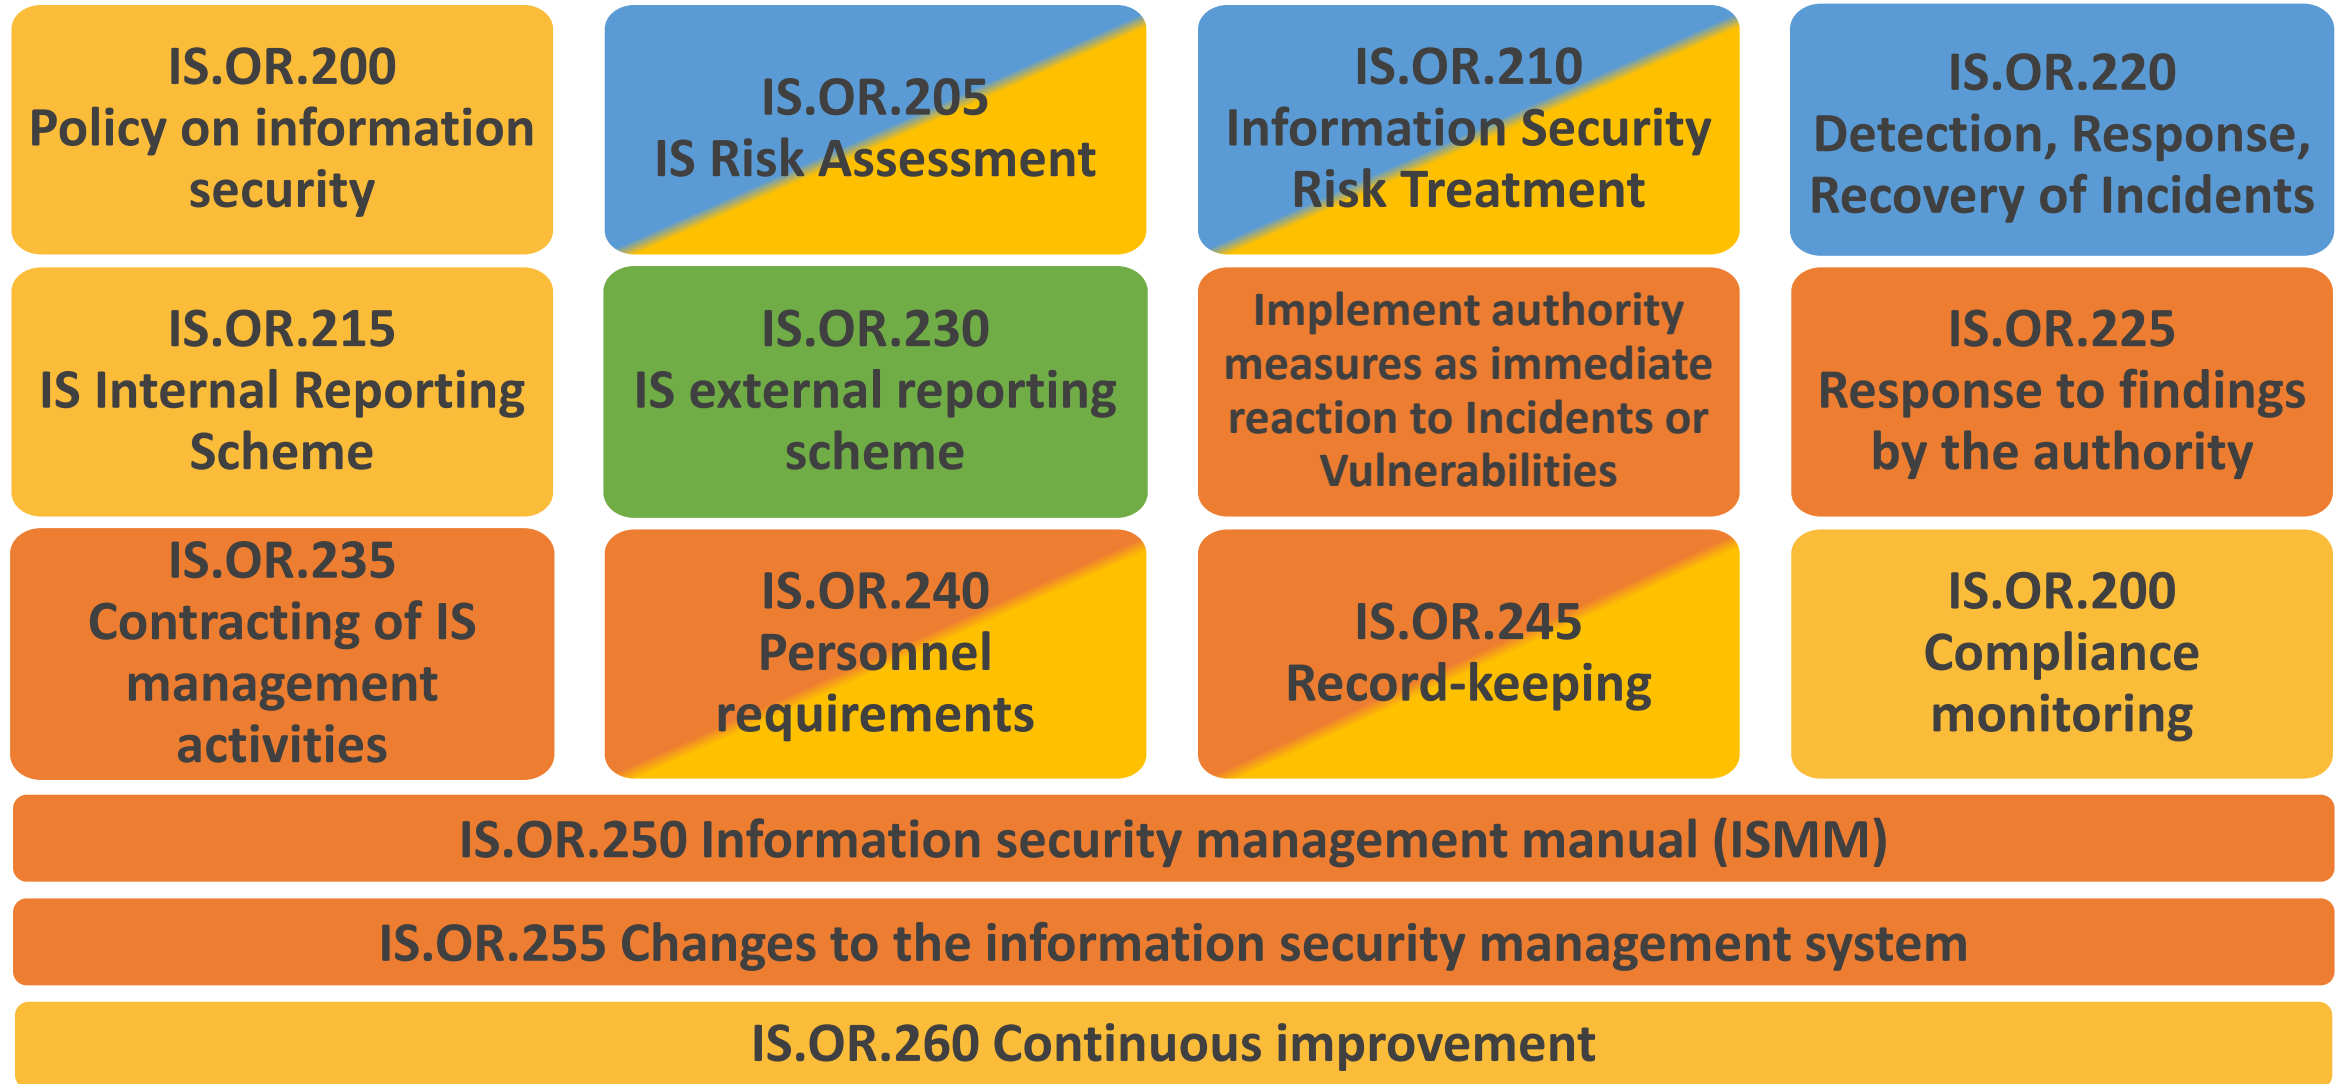 IS.OR.200
Policy on information
security
IS.OR.205
IS Risk Assessment
IS.OR.210
Information Security
Risk Treatment
IS.OR.220
Detection, Response,
Recovery of Incidents
IS.OR.215
IS Internal Reporting
Scheme
IS.OR.230
IS external reporting
scheme
Implement authority
measures as immediate
reaction to Incidents or
Vulnerabilities
IS.OR.225
Response to findings
by the authority
IS.OR.235
Contracting of IS
management
activities
IS.OR.240
Personnel
requirements
IS.OR.245
Record-keeping
IS.OR.200
Compliance
monitoring
IS.OR.250 Information security management manual (ISMM)
IS.OR.255 Changes to the information security management system
IS.OR.260 Continuous improvement